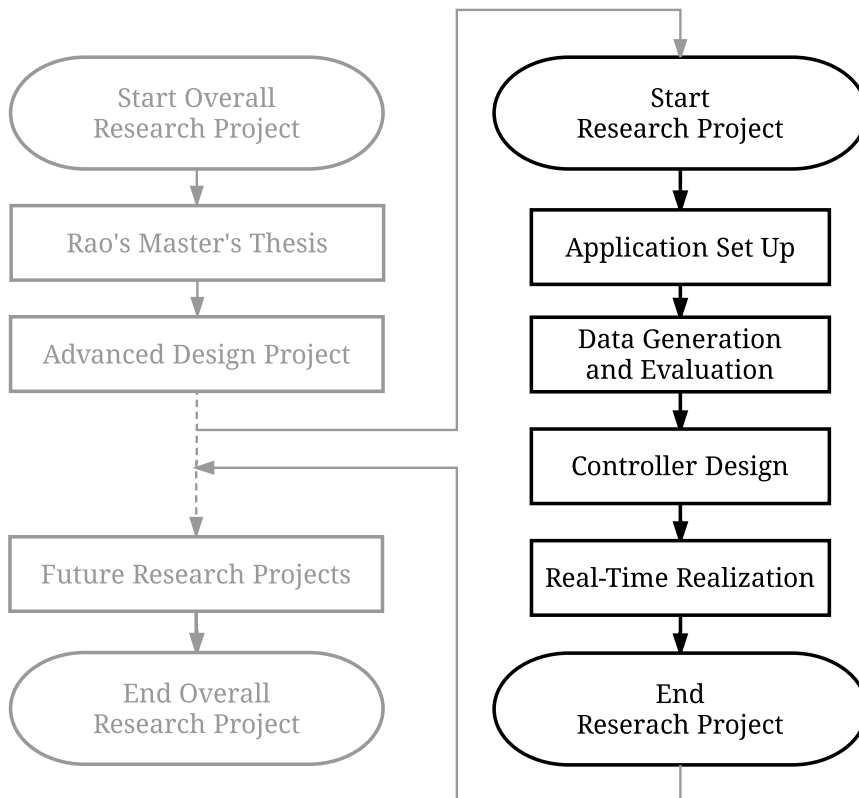 Start Overall
Research Project
Rao's Master's Thesis
Advanced Design Project
Future Research Projects
End Overall
Research Project
Start
Research Project
Application Set Up
Data Generation
and Evaluation
Controller Design
Real-Time Realization
End
Reserach Project